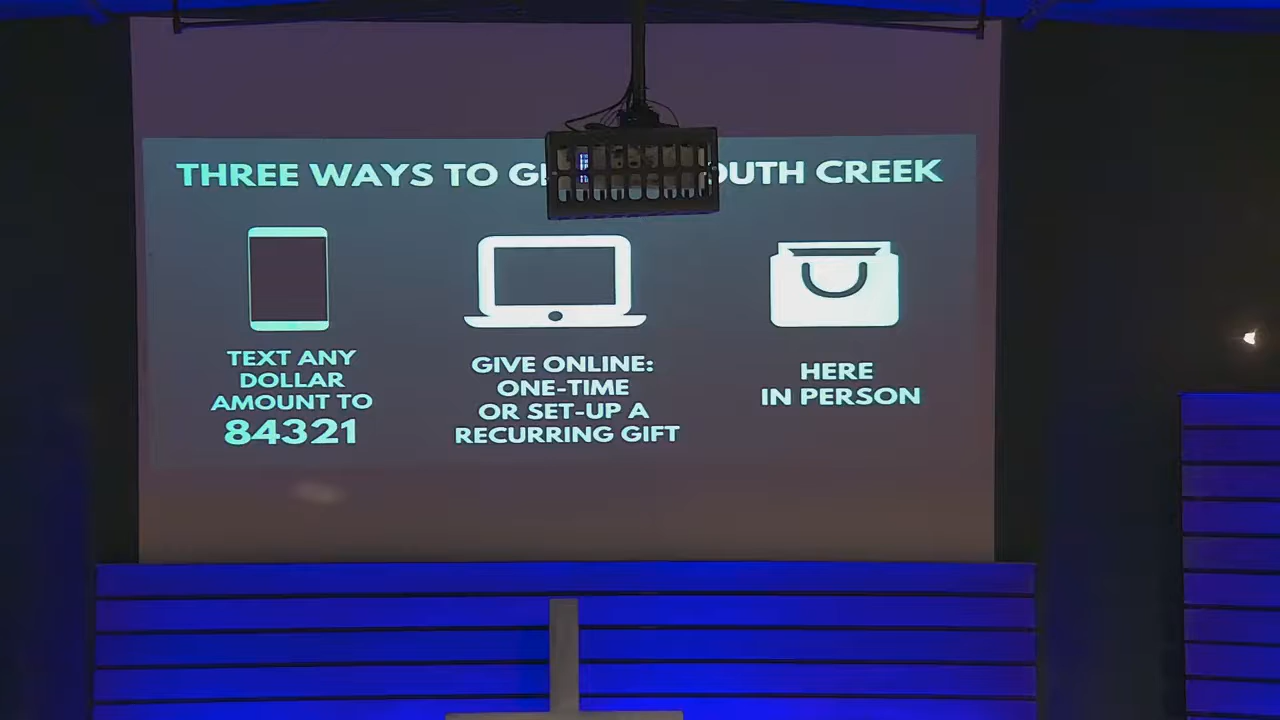 THREE WAYS TO GI OUTH CREEK
TEXT ANY
DOLLAR
AMOUNT TO
84321
GIVE ONLINE:
ONE-TIME
OR SET-UP A
RECURRING GIFT
HERE
IN PERSON